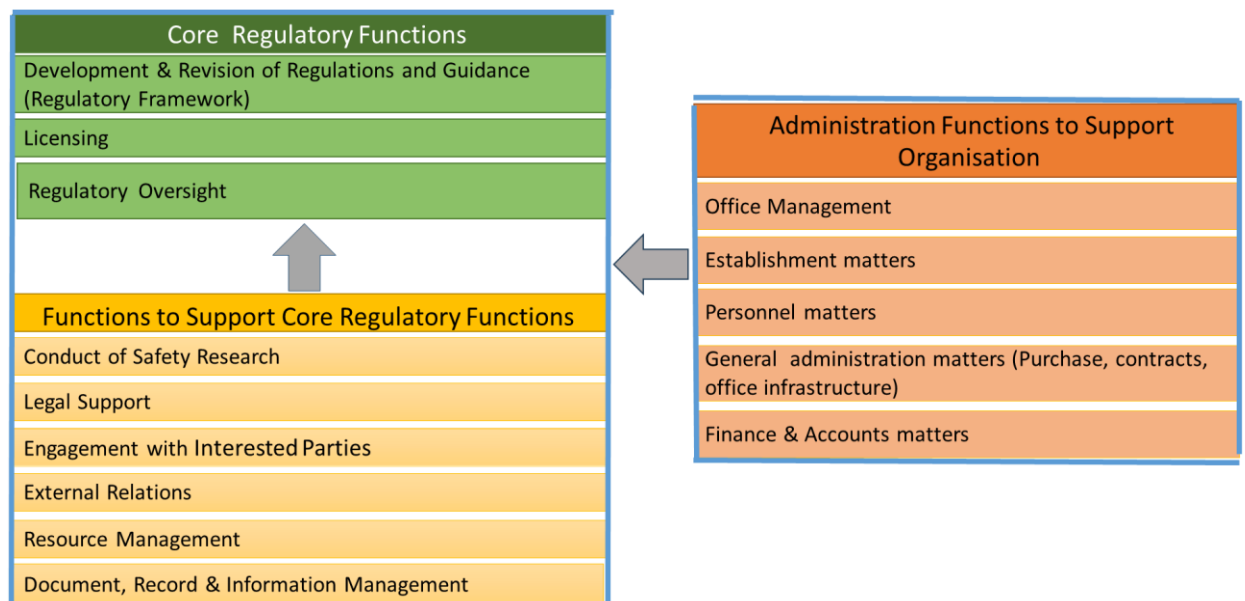 Core Regulatory Functions
Development & Revision of Regulations and Guidance
(Regulatory Framework)
Licensing
Regulatory Oversight
Functions to Support Core Regulatory Functions
Conduct of Safety Research
Legal Support
Engagement with Interested Parties
External Relations
Resource Management
Document, Record & Information Management
Administration Functions to Support
Organisation
Office Management
Establishment matters
Personnel matters
General administration matters (Purchase, contracts,
office infrastructure)
Finance & Accounts matters